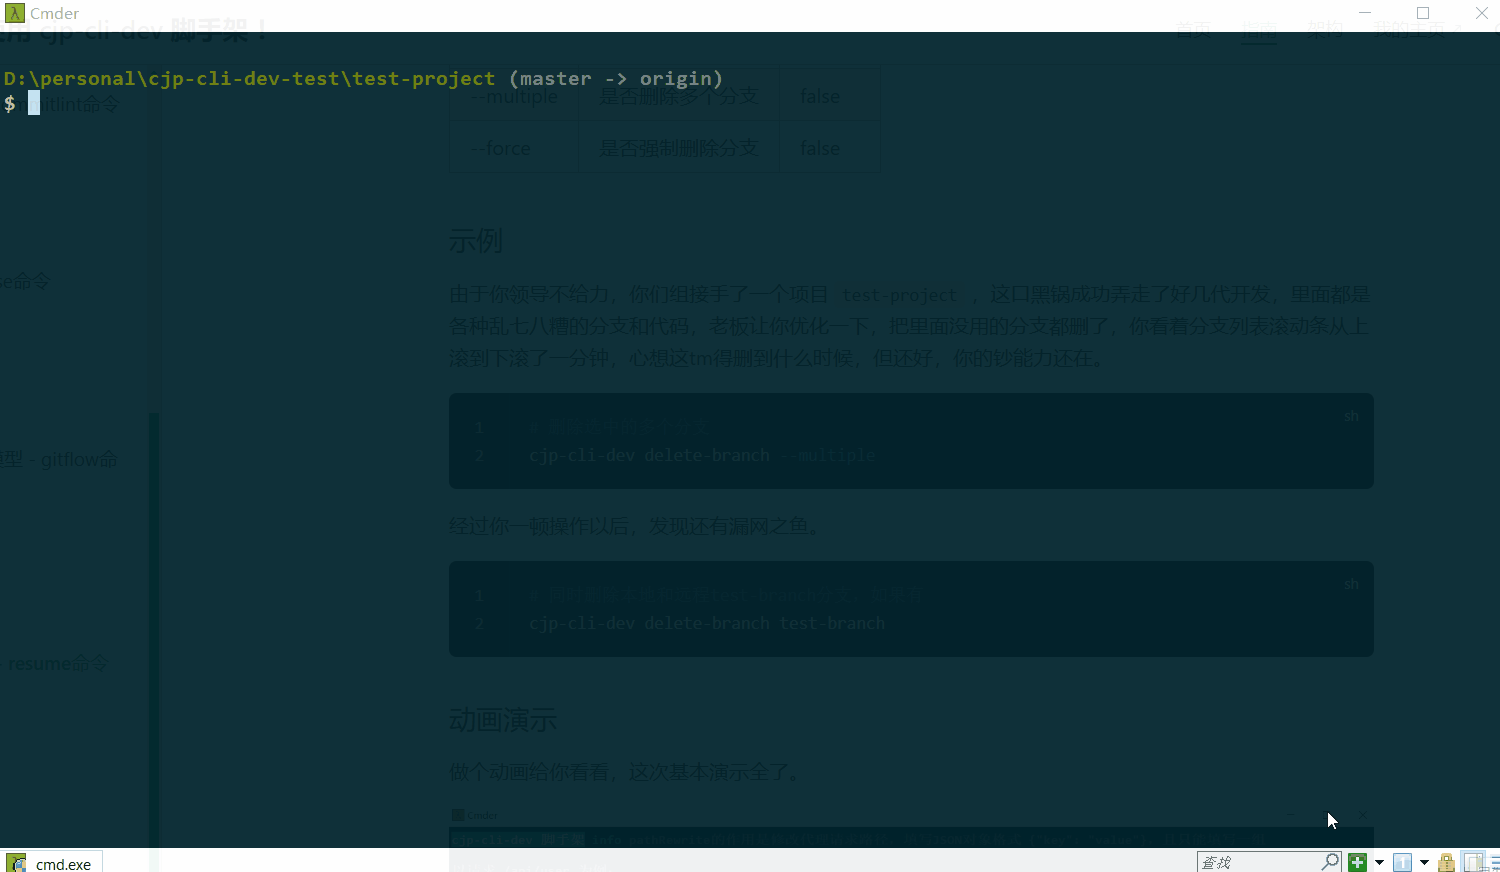 Cmder
用 cjp-cli-dev 脚手架！
首页 指南 架构 我的主页
D:\personal\cjp-cli-dev-test\test-project (master -> origin)
$
mmitlint命令
--multiple 是否删除多个分支 false
--force 是否强制删除分支 false
示例
se命令
由于你领导不给力，你们组接手了一个项目 test-project ，这口黑锅成功弄走了好几代开发，里面都是
各种乱七八糟的分支和代码，老板让你优化一下，把里面没用的分支都删了，你看着分支列表滚动条从上
滚到下滚了一分钟，心想这tm得删到什么时候，但还好，你的钞能力还在。
sh
1
2 cjp-cli-dev delete-branch --multiple
模型 - gitflow命
经过你一顿操作以后，发现还有漏网之鱼。
sh
1
2 cjp-cli-dev delete-branch test-branch
- resume命令
动画演示
做个动画给你看看，这次基本演示全了。
Cmder
cjp-cli-dev 脚手架 info
cmd.exe
查找
1